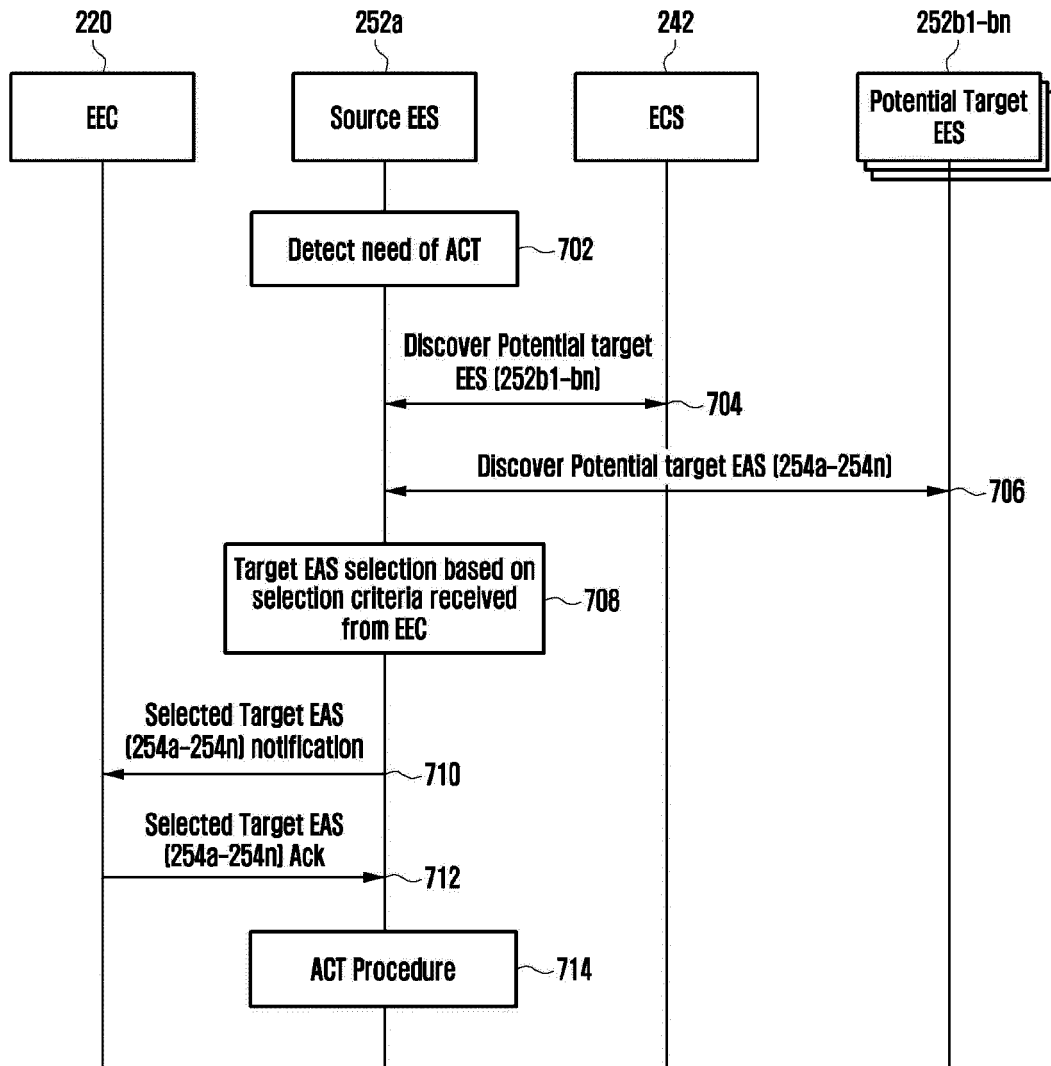 220
252a
242
252b1-bn
EEC
Source EES
ECS
Potential Target
EES
Detect need of ACT
702
Discover Potential target
EES (252b1-bn)
704
Discover Potential target EAS (254a-254n)
706
Target EAS selection based on
selection criteria received
from EEC
708
Selected Target EAS
(254a-254n) notification
710
Selected Target EAS
(254a-254n) Ack
712
ACT Procedure
714